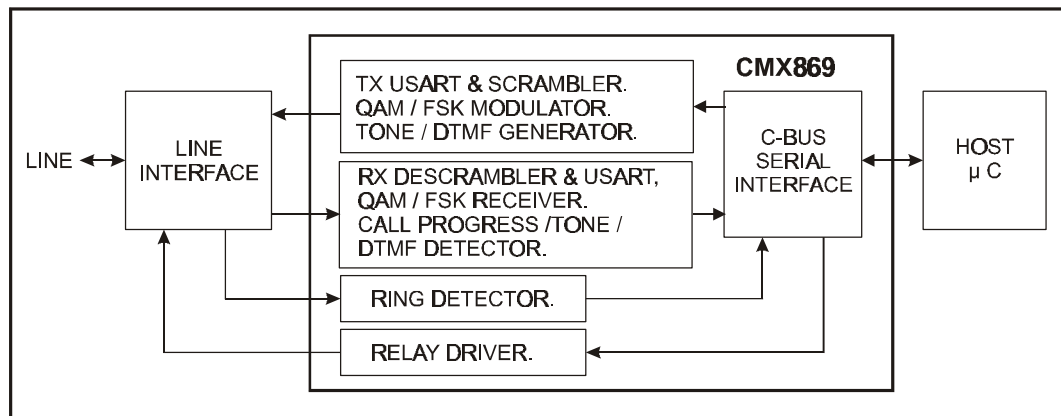 CMX869
TX USART & SCRAMBLER.
QAM / FSK MODULATOR.
TONE / DTMF GENERATOR.
LINE
LINE
INTERFACE
RX DESCRAMBLER & USART,
QAM / FSK RECEIVER.
CALL PROGRESS /TONE /
DTMF DETECTOR.
C-BUS
SERIAL
INTERFACE
HOST
µ C
RING DETECTOR.
RELAY DRIVER.